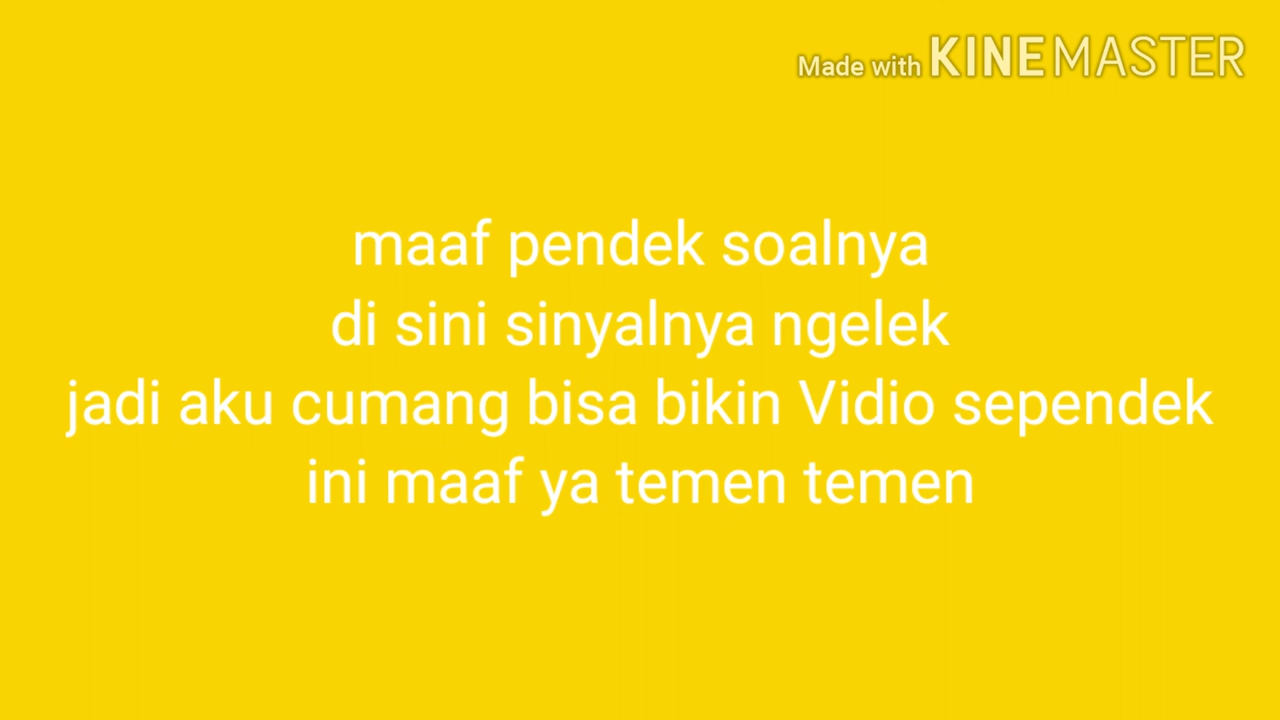 Made with KINEMASTER
maaf pendek soalnya
di sini sinyalnya ngelek
jadi aku cumang bisa bikin Vidio sependek
ini maaf ya temen temen